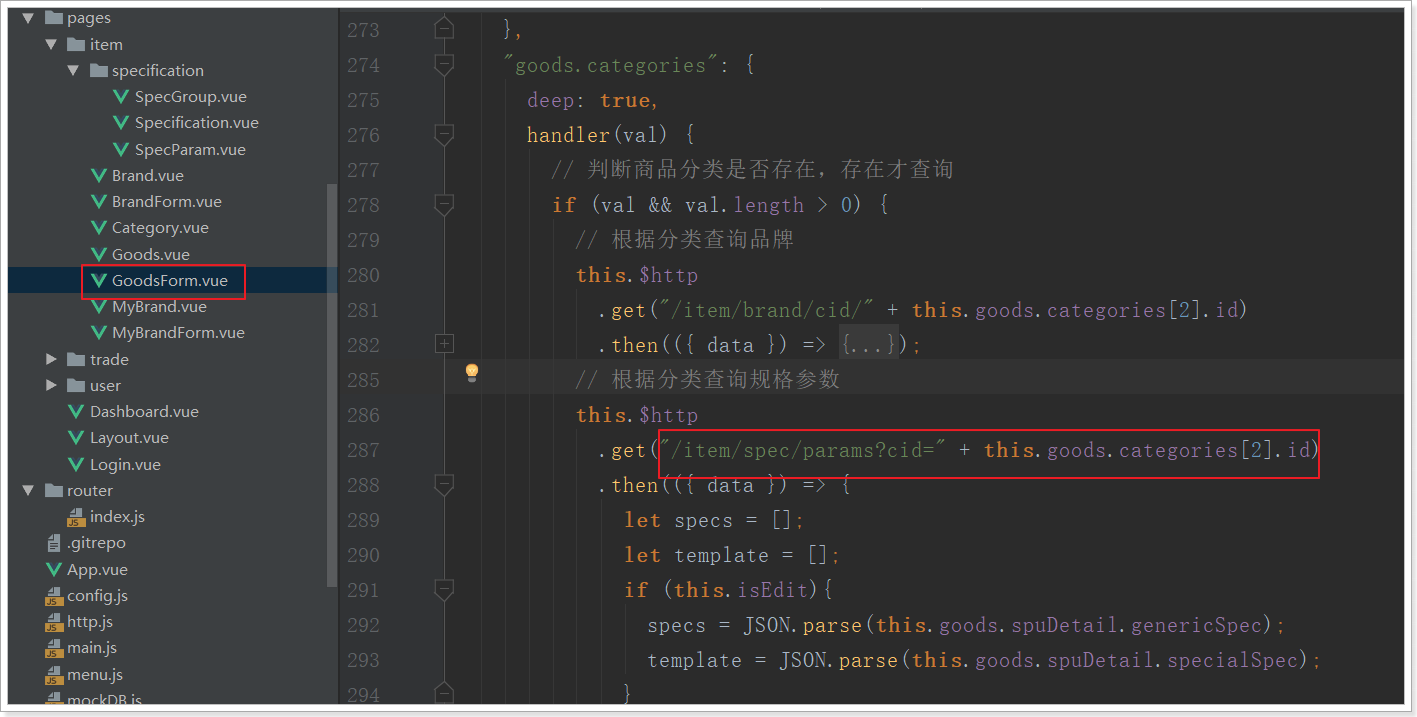 pages
item
specification
SpecGroup.vue
Specification.vue
SpecParam.vue
Brand.vue
BrandForm.vue
Category.vue
Goods.vue
GoodsForm.vue
MyBrand.vue
MyBrandForm.vue
trade
user
Dashboard.vue
Layout.vue
Login.vue
router
index.js
.gitrepo
App.vue
config.js
http.js
main.js
menu.js
mockDB.js
273 },
274 "goods.categories": {
275 deep: true,
276 handler(val) {
277 // 判断商品分类是否存在，存在才查询
278 if (val && val.length > 0) {
279 // 根据分类查询品牌
280 this.$http
281 .get("/item/brand/cid/" + this.goods.categories[2].id)
282 .then(({ data }) => {...});
285 // 根据分类查询规格参数
286 this.$http
287 .get("/item/spec/params?cid=" + this.goods.categories[2].id)
288 .then(({ data }) => {
289 let specs = [];
290 let template = [];
291 if (this.isEdit){
292 specs = JSON.parse(this.goods.spuDetail.genericSpec);
293 template = JSON.parse(this.goods.spuDetail.specialSpec);
294 }